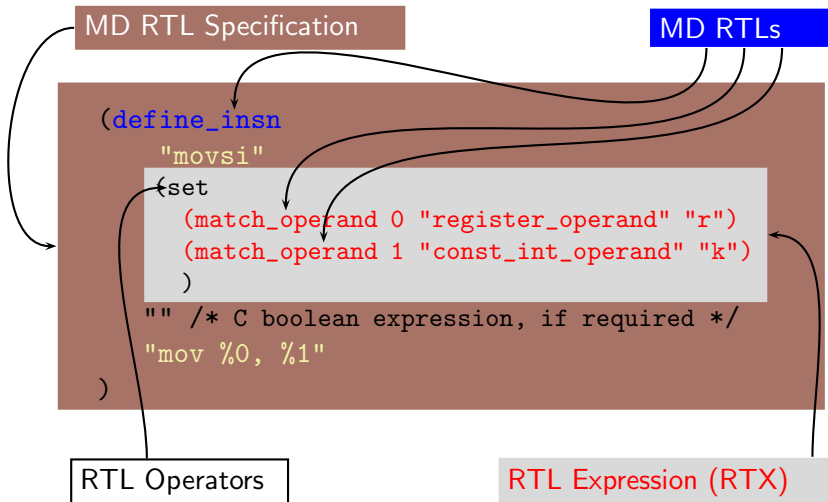 MD RTL Specification
MD RTLs
(define_insn
"movsi"
(set
(match_operand 0 "register_operand" "r")
(match_operand 1 "const_int_operand" "k")
)
"" /* C boolean expression, if required */
"mov %0, %1"
)
RTL Operators
RTL Expression (RTX)